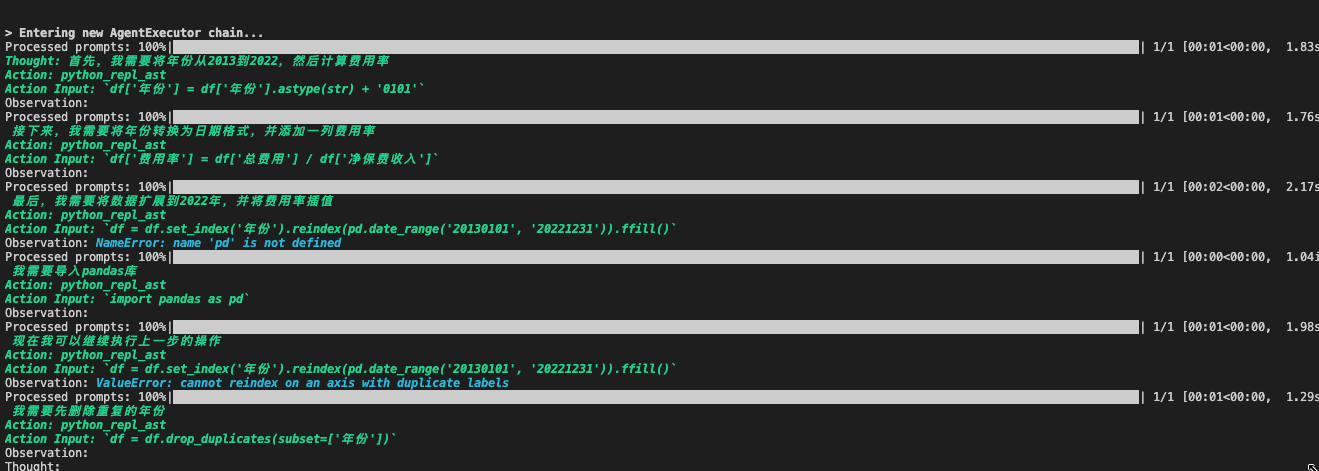 > Entering new AgentExecutor chain...
Processed prompts: 100%| | 1/1 [00:01<00:00, 1.83s
Thought: 首先，我需要将年份从2013到2022，然后计算费用率
Action: python_repl_ast
Action Input: `df['年份'] = df['年份'].astype(str) + '0101'`
Observation:
Processed prompts: 100%| | 1/1 [00:01<00:00, 1.76s
接下来，我需要将年份转换为日期格式，并添加一列费用率
Action: python_repl_ast
Action Input: `df['费用率'] = df['总费用'] / df['净保费收入']`
Observation:
Processed prompts: 100%| | 1/1 [00:02<00:00, 2.17s
最后，我需要将数据扩展到2022年，并将费用率插值
Action: python_repl_ast
Action Input: `df = df.set_index('年份').reindex(pd.date_range('20130101', '20221231')).ffill()`
Observation: NameError: name 'pd' is not defined
Processed prompts: 100%| | 1/1 [00:00<00:00, 1.04i
我需要导入pandas库
Action: python_repl_ast
Action Input: `import pandas as pd`
Observation:
Processed prompts: 100%| | 1/1 [00:01<00:00, 1.98s
现在我可以继续执行上一步的操作
Action: python_repl_ast
Action Input: `df = df.set_index('年份').reindex(pd.date_range('20130101', '20221231')).ffill()`
Observation: ValueError: cannot reindex on an axis with duplicate labels
Processed prompts: 100%| | 1/1 [00:01<00:00, 1.29s
我需要先删除重复的年份
Action: python_repl_ast
Action Input: `df = df.drop_duplicates(subset=['年份'])`
Observation:
Thought: